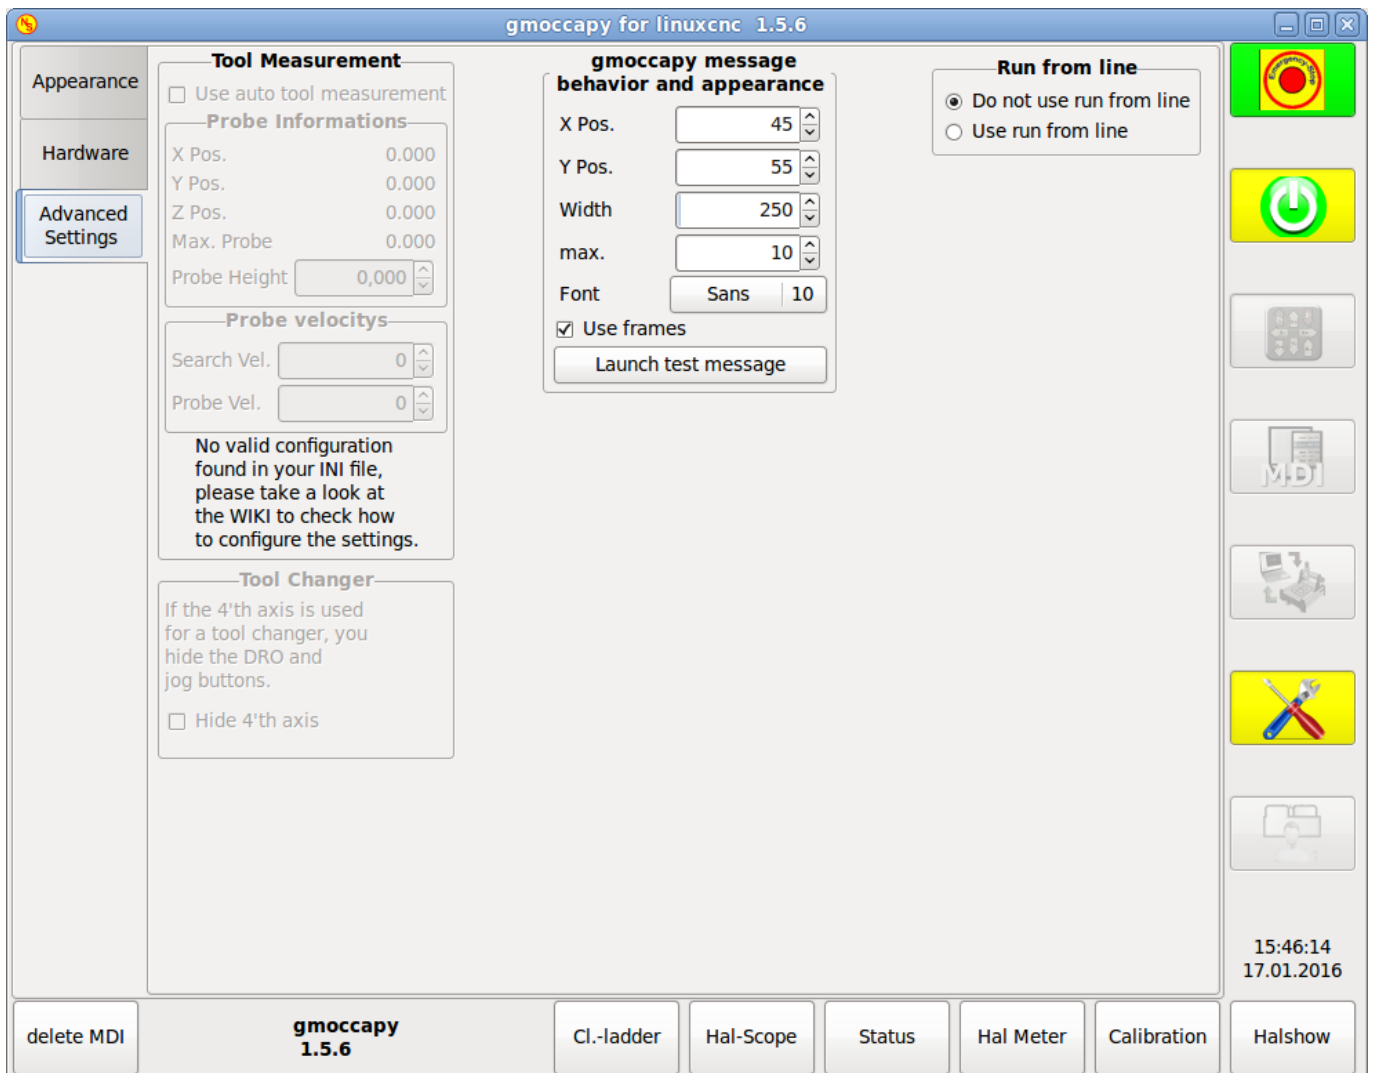 gmoccapy for linuxcnc 1.5.6
Appearance
Hardware
Advanced
Settings
Tool Measurement
Use auto tool measurement
Probe Informations
X Pos. 0.000
Y Pos. 0.000
Z Pos. 0.000
Max. Probe 0.000
Probe Height 0,000
Probe velocitys
Search Vel. 0
Probe Vel. 0
No valid configuration
found in your INI file,
please take a look at
the WIKI to check how
to configure the settings.
Tool Changer
If the 4'th axis is used
for a tool changer, you
hide the DRO and
jog buttons.
Hide 4'th axis
gmoccapy message
behavior and appearance
X Pos. 45
Y Pos. 55
Width 250
max. 10
Font Sans 10
Use frames
Launch test message
Run from line
Do not use run from line
Use run from line
Emergency-Stop
MDI
15:46:14
17.01.2016
delete MDI
gmoccapy
1.5.6
Cl.-ladder
Hal-Scope
Status
Hal Meter
Calibration
Halshow